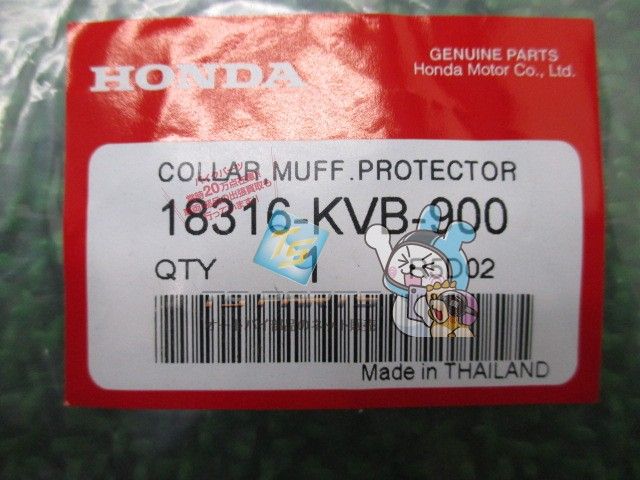 HONDA
GENUINE PARTS
Honda Motor Co., Ltd.
COLLAR, MUFF.PROTECTOR
18316-KVB-900
QTY 1
Made in THAILAND